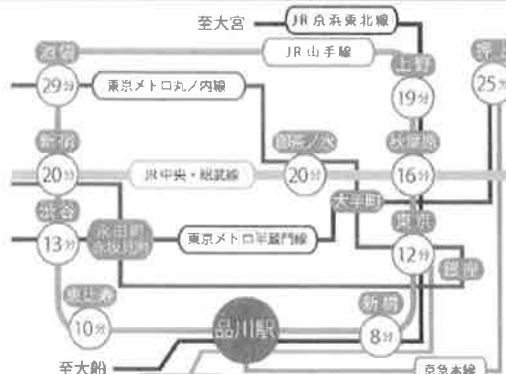 至大宮
JR京浜東北線
JR山手線
池袋
上野
29分
東京メトロ丸ノ内線
19分
25分
新宿
御茶ノ水
秋葉原
20分
JR中央・総武線
20分
16分
大手町
渋谷
東京
13分
永田町
赤坂見附
東京メトロ半蔵門線
12分
銀座
恵比寿
新橋
10分
品川駅
8分
至大船
京急本線